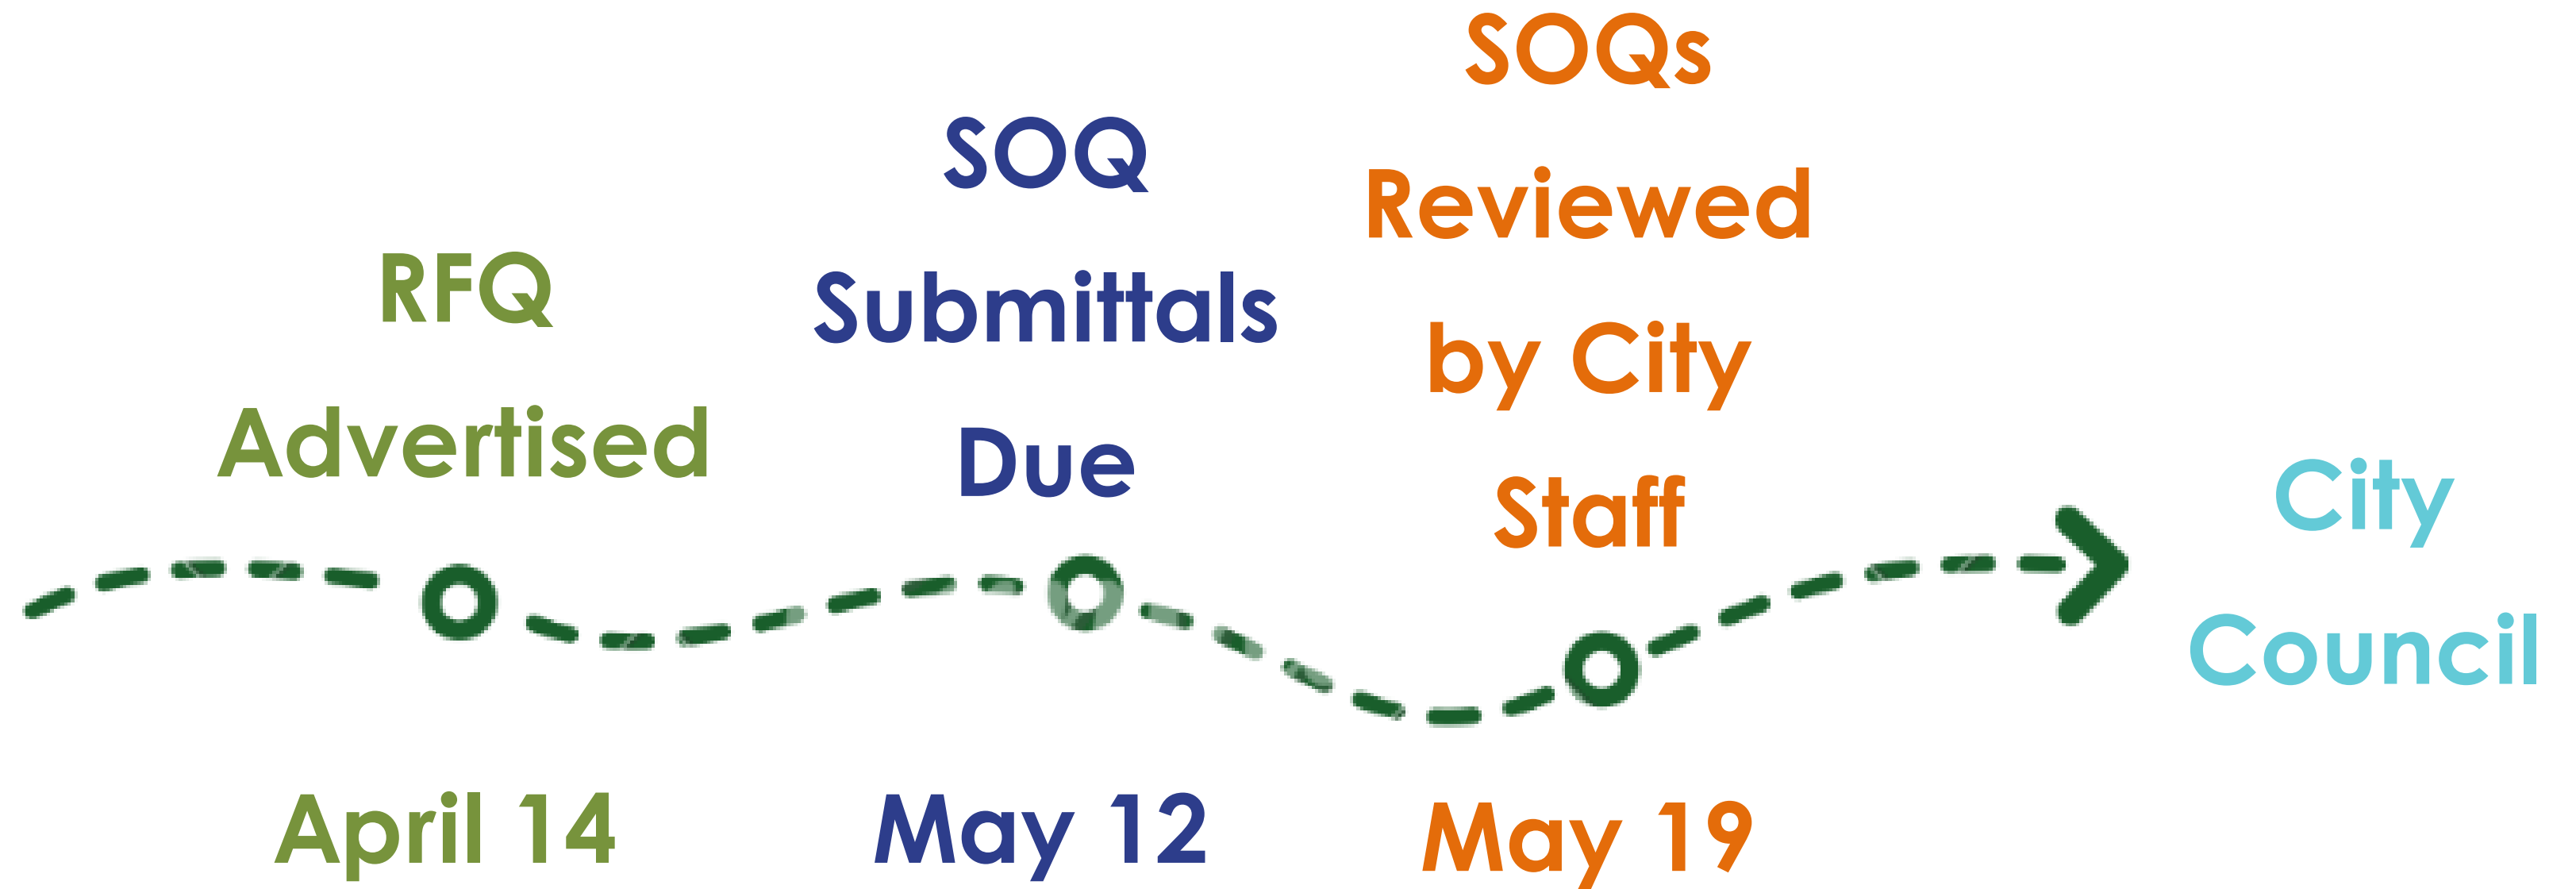 RFQ
Advertised
April 14
SOQ
Submittals
Due
May 12
SOQs
Reviewed
by City
Staff
May 19
City
Council